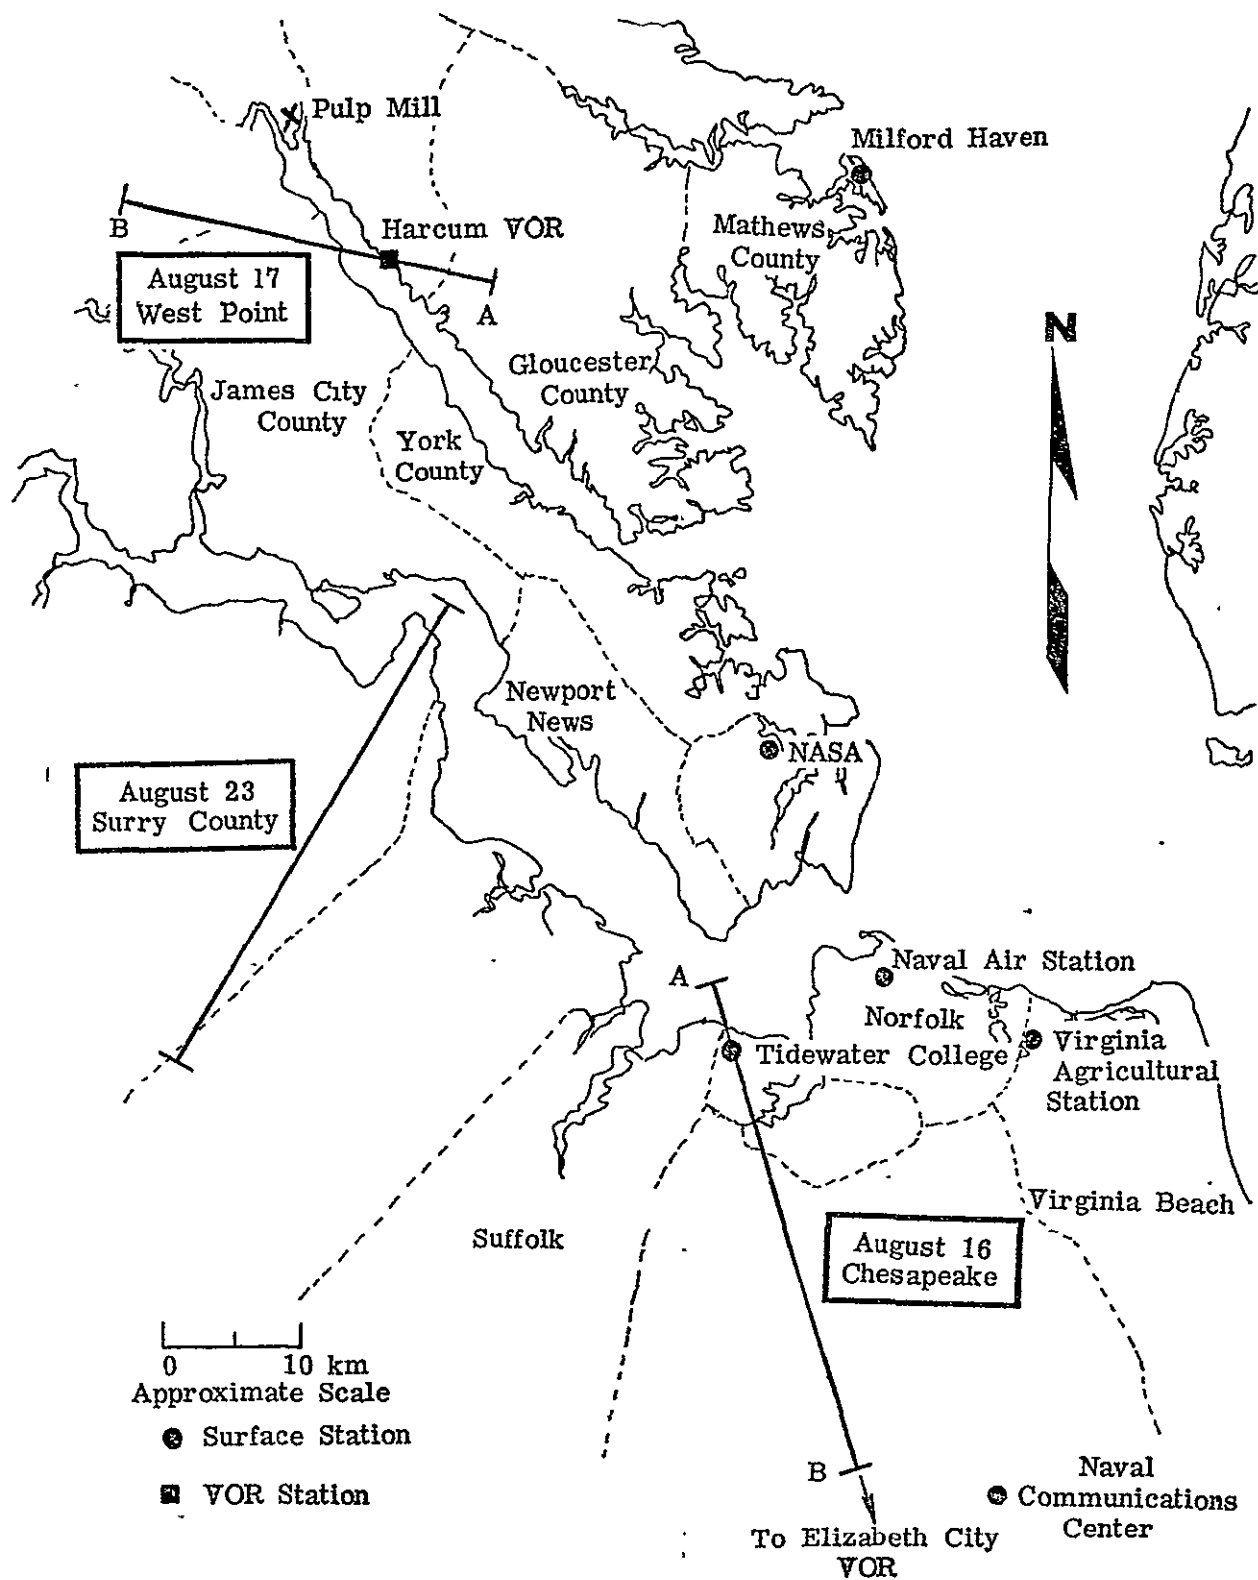 Pulp Mill
Milford Haven
B
Harcum VOR
Mathews
County
August 17
West Point
A
N
Gloucester
County
James City
County
York
County
Newport
News
NASA
August 23
Surry County
A
Naval Air Station
Norfolk
Tidewater College
Virginia
Agricultural
Station
Virginia Beach
Suffolk
August 16
Chesapeake
0 10 km
Approximate Scale
Surface Station
VOR Station
B
Naval
Communications
Center
To Elizabeth City
VOR